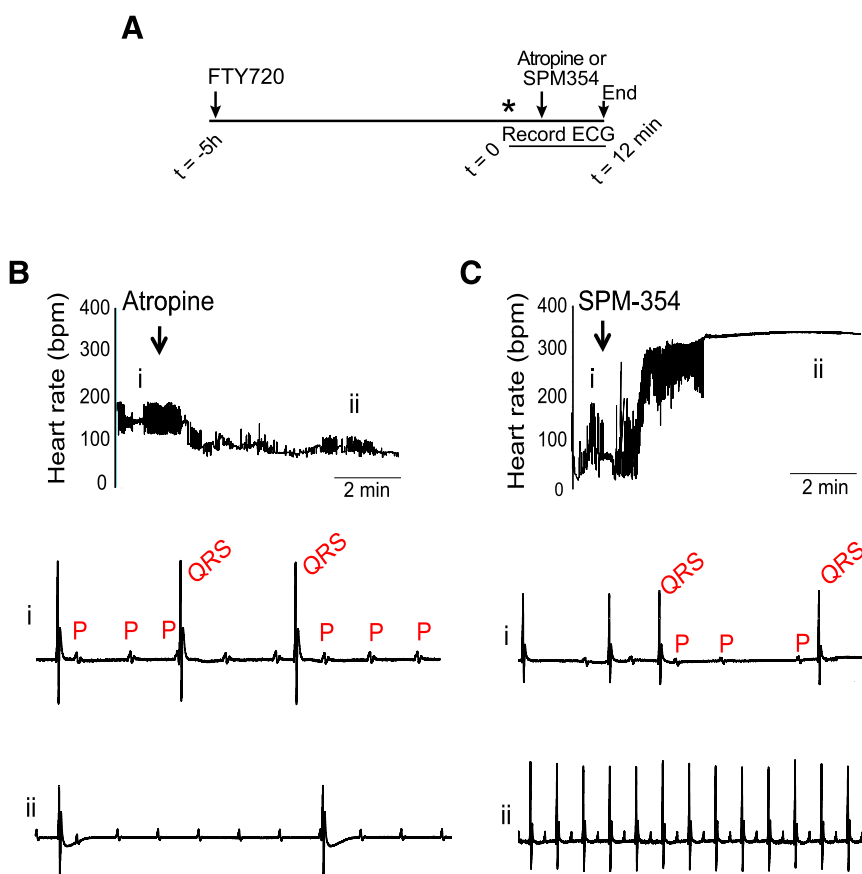 A
FTY720
Atropine or
SPM354
End
*
Record ECG
t = -5h
t = 0
t = 12 min
B
Atropine
Heart rate (bpm)
400
300
200
100
0
i
ii
2 min
C
SPM-354
Heart rate (bpm)
400
300
200
100
0
i
ii
2 min
i
QRS
QRS
P
P
P
P
P
P
ii
i
QRS
QRS
P
P
P
ii